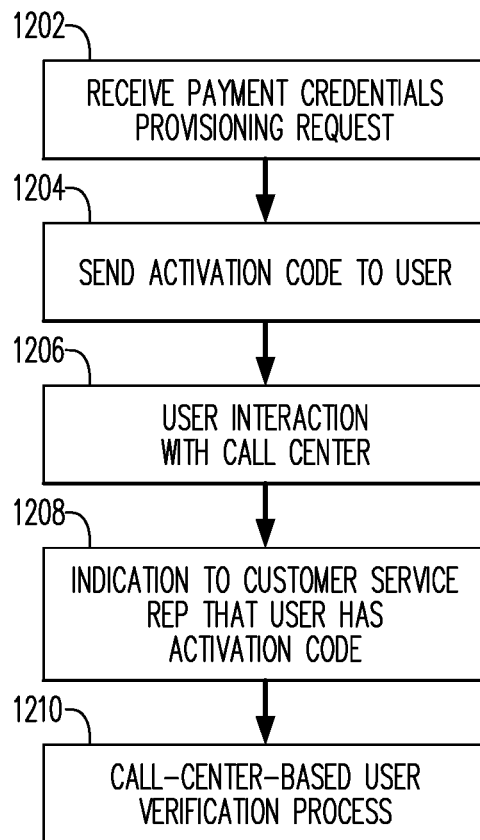 1202
RECEIVE PAYMENT CREDENTIALS
PROVISIONING REQUEST
1204
SEND ACTIVATION CODE TO USER
1206
USER INTERACTION
WITH CALL CENTER
1208
INDICATION TO CUSTOMER SERVICE
REP THAT USER HAS
ACTIVATION CODE
1210
CALL-CENTER-BASED USER
VERIFICATION PROCESS